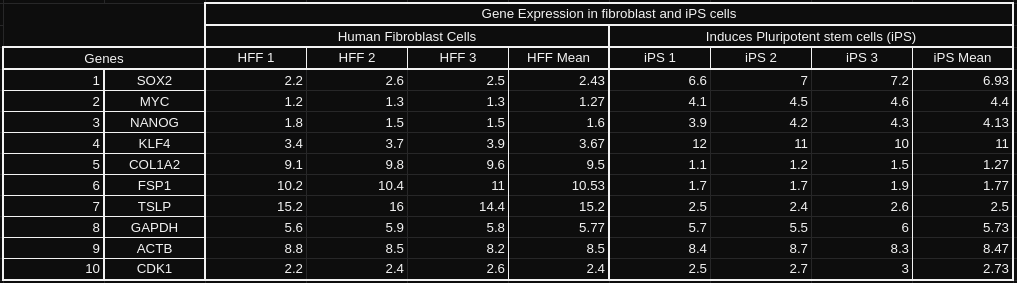 Gene Expression in fibroblast and iPS cells
Human Fibroblast Cells Induces Pluripotent stem cells (iPS)
Genes HFF 1 HFF 2 HFF 3 HFF Mean iPS 1 iPS 2 iPS 3 iPS Mean
1 SOX2 2.2 2.6 2.5 2.43 6.6 7 7.2 6.93
2 MYC 1.2 1.3 1.3 1.27 4.1 4.5 4.6 4.4
3 NANOG 1.8 1.5 1.5 1.6 3.9 4.2 4.3 4.13
4 KLF4 3.4 3.7 3.9 3.67 12 11 10 11
5 COL1A2 9.1 9.8 9.6 9.5 1.1 1.2 1.5 1.27
6 FSP1 10.2 10.4 11 10.53 1.7 1.7 1.9 1.77
7 TSLP 15.2 16 14.4 15.2 2.5 2.4 2.6 2.5
8 GAPDH 5.6 5.9 5.8 5.77 5.7 5.5 6 5.73
9 ACTB 8.8 8.5 8.2 8.5 8.4 8.7 8.3 8.47
10 CDK1 2.2 2.4 2.6 2.4 2.5 2.7 3 2.73